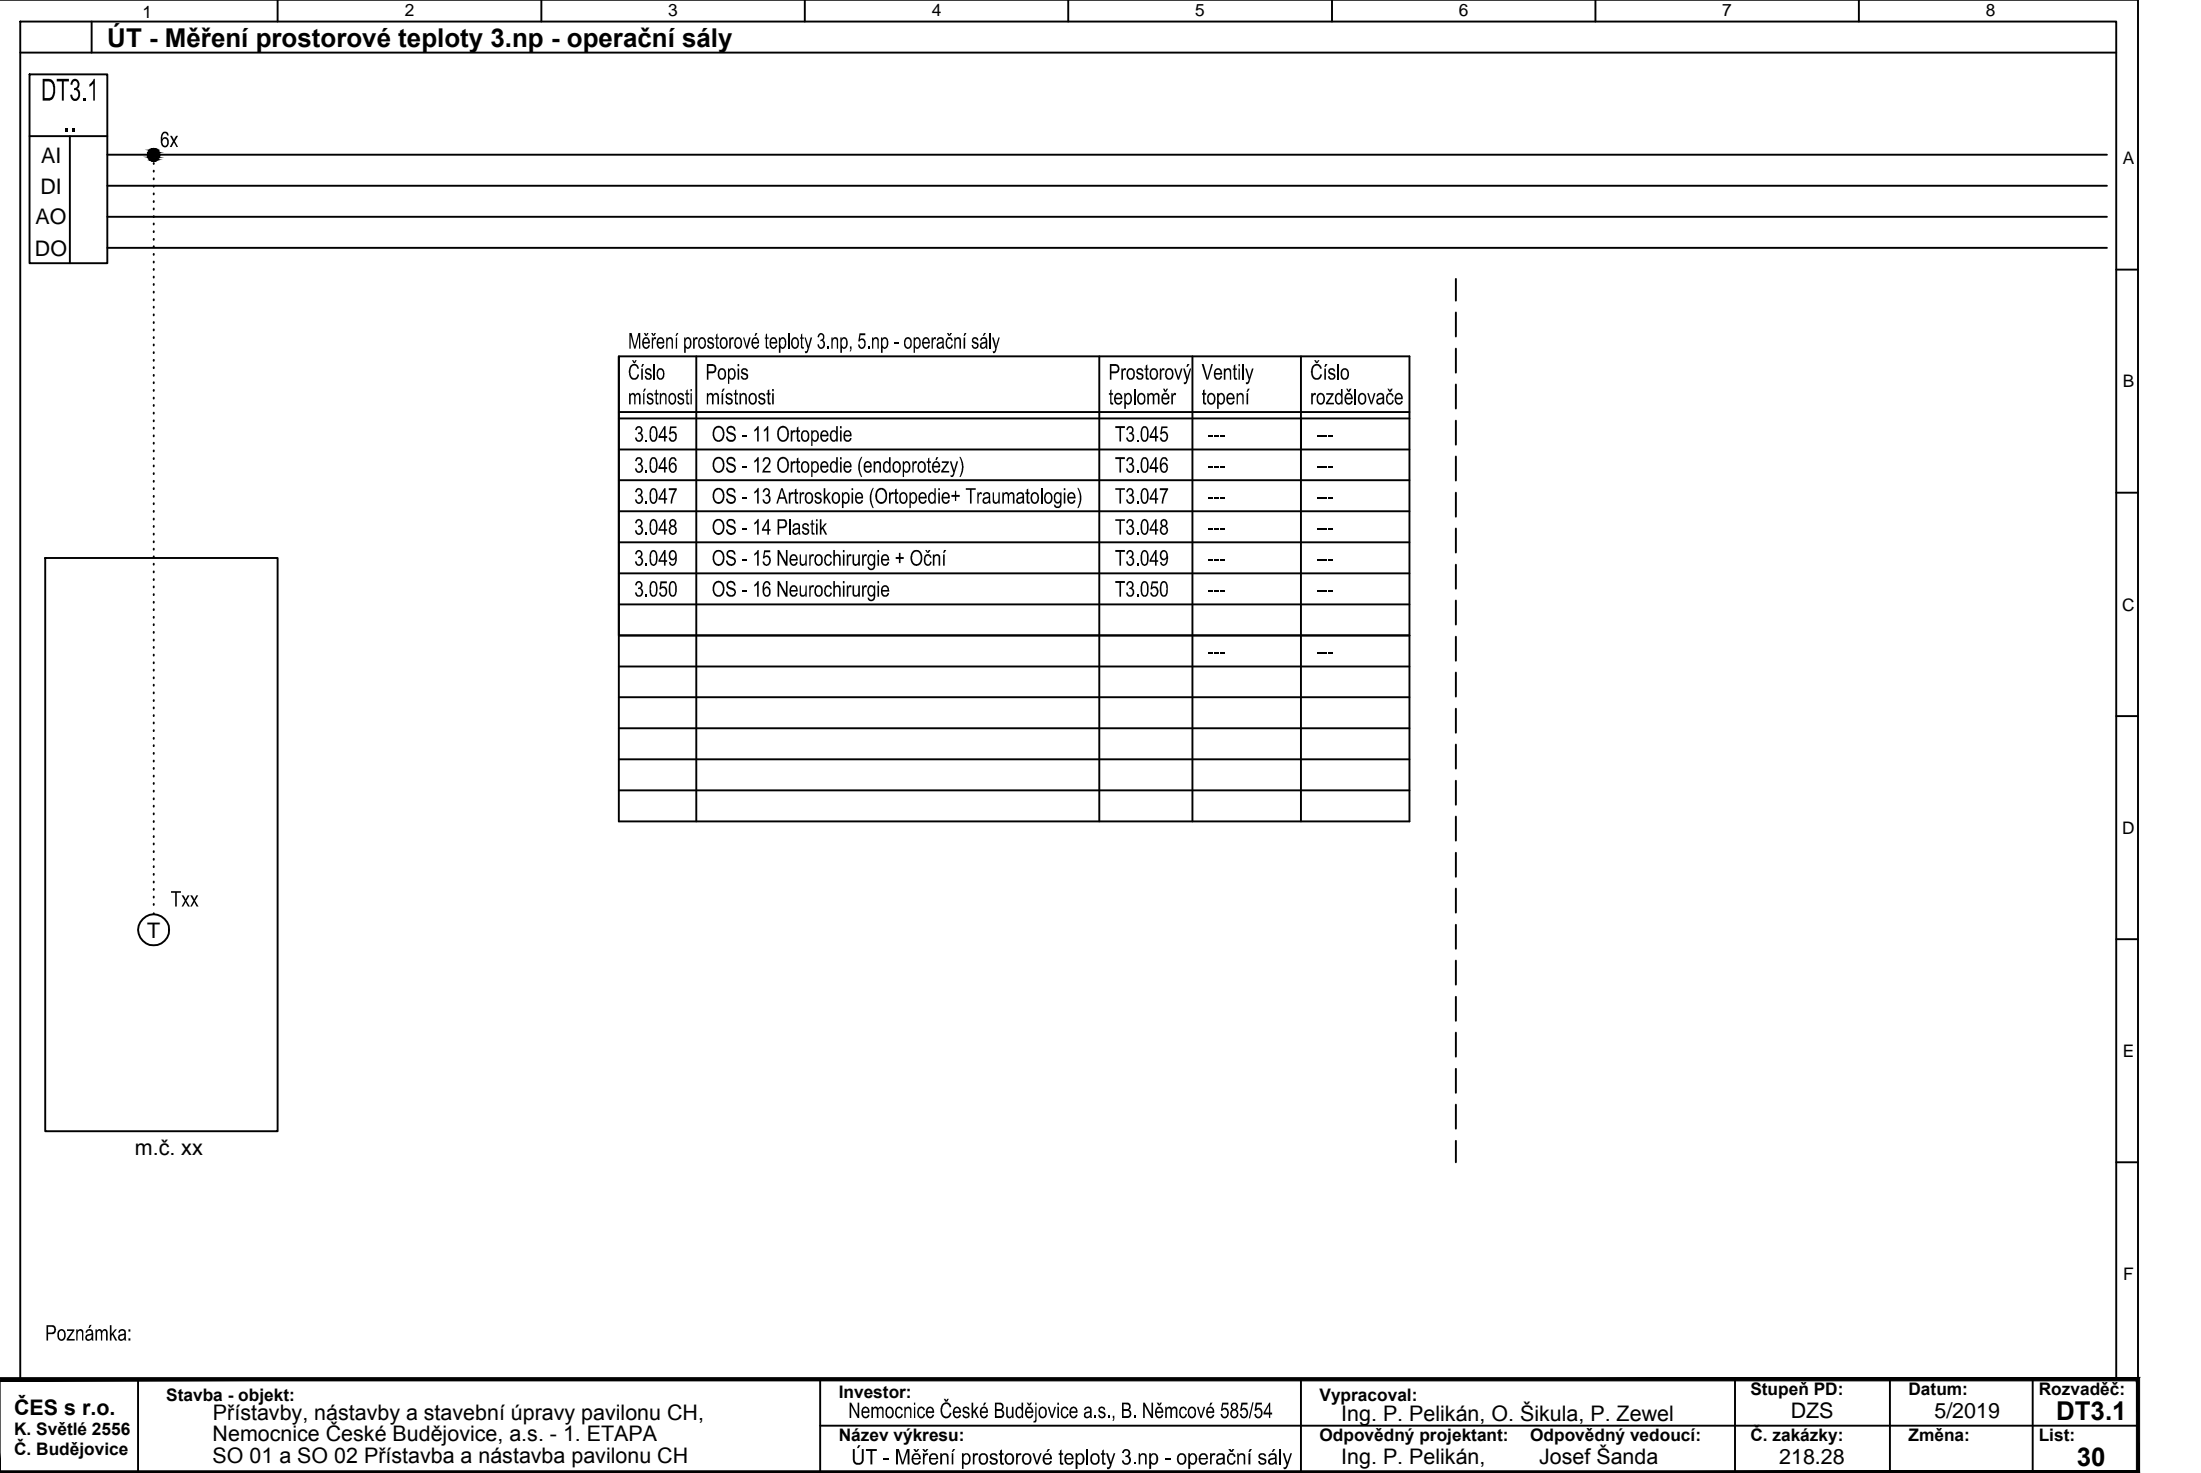 1 2 3 4 5 6 7 8
ÚT - Měření prostorové teploty 3.np - operační sály
DT3.1
..
6x
AI
DI
AO
DO
A
B
C
D
E
F
Měření prostorové teploty 3.np, 5.np - operační sály
Číslo místnosti Popis místnosti Prostorový teploměr Ventily topení Číslo rozdělovače
3.045 OS - 11 Ortopedie T3.045 --- ---
3.046 OS - 12 Ortopedie (endoprotézy) T3.046 --- ---
3.047 OS - 13 Artroskopie (Ortopedie+ Traumatologie) T3.047 --- ---
3.048 OS - 14 Plastik T3.048 --- ---
3.049 OS - 15 Neurochirurgie + Oční T3.049 --- ---
3.050 OS - 16 Neurochirurgie T3.050 --- ---
--- ---
Txx
T
m.č. xx
Poznámka:
ČES s r.o.
K. Světlé 2556
Č. Budějovice
Stavba - objekt:
Přístavby, nástavby a stavební úpravy pavilonu CH,
Nemocnice České Budějovice, a.s. - 1. ETAPA
SO 01 a SO 02 Přístavba a nástavba pavilonu CH
Investor:
Nemocnice České Budějovice a.s., B. Němcové 585/54
Název výkresu:
ÚT - Měření prostorové teploty 3.np - operační sály
Vypracoval:
Ing. P. Pelikán, O. Šikula, P. Zewel
Odpovědný projektant: Odpovědný vedoucí:
Ing. P. Pelikán, Josef Šanda
Stupeň PD:
DZS
Č. zakázky:
218.28
Datum:
5/2019
Změna:
Rozvaděč:
DT3.1
List:
30